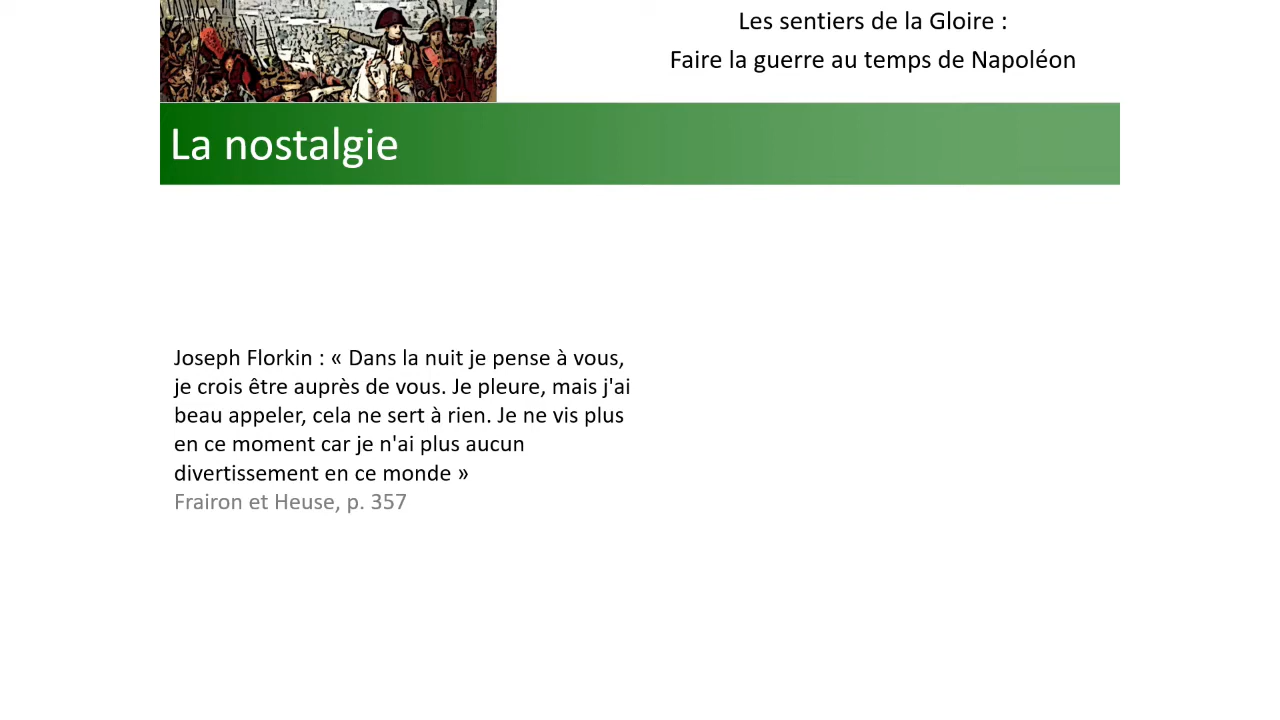 Les sentiers de la Gloire :
Faire la guerre au temps de Napoléon
La nostalgie
Joseph Florkin : « Dans la nuit je pense à vous,
je crois être auprès de vous. Je pleure, mais j'ai
beau appeler, cela ne sert à rien. Je ne vis plus
en ce moment car je n'ai plus aucun
divertissement en ce monde »
Frairon et Heuse, p. 357